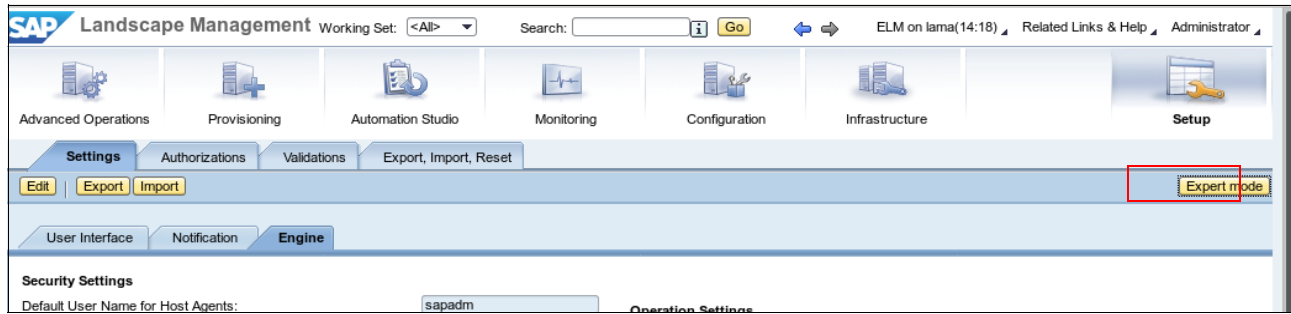 SAP Landscape Management Working Set: <All> Search: Go ELM on lama(14:18) Related Links & Help Administrator
Advanced Operations Provisioning Automation Studio Monitoring Configuration Infrastructure Setup
Settings Authorizations Validations Export, Import, Reset
Edit Export Import Expert mode
User Interface Notification Engine
Security Settings
Default User Name for Host Agents: sapadm
Operation Settings